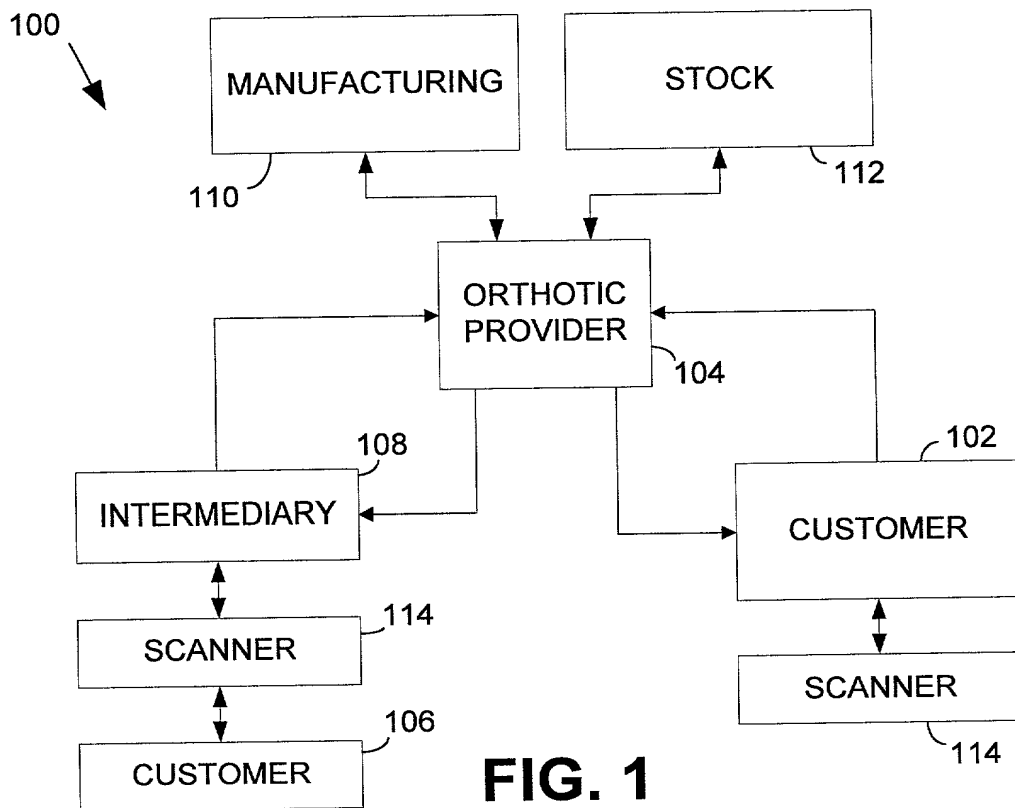 100
MANUFACTURING
STOCK
110
112
ORTHOTIC
PROVIDER
104
108
102
INTERMEDIARY
CUSTOMER
114
SCANNER
SCANNER
106
114
CUSTOMER
FIG. 1